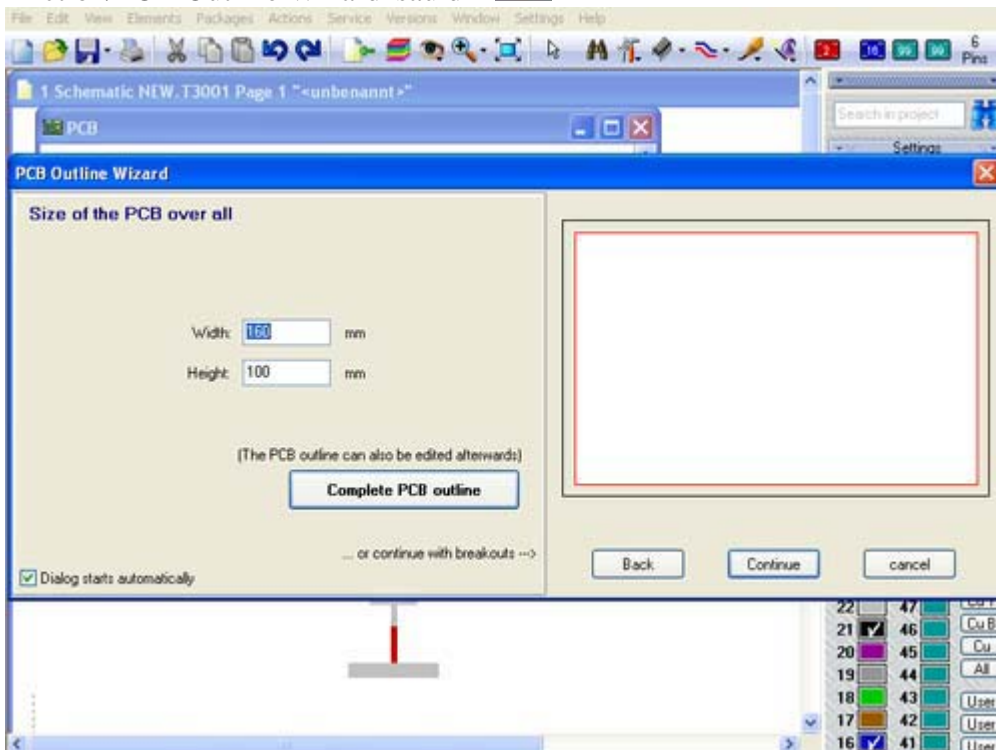 File Edit View Elements Packages Actions Service Versions Window Settings Help
2 16 99 99 6 Pins
1 Schematic NEW.T3001 Page 1 "<unbenannt>"
PCB
Search in project
Settings
PCB Outline Wizard
Size of the PCB over all
Width: 160 mm
Height: 100 mm
(The PCB outline can also be edited afterwards)
Complete PCB outline
... or continue with breakouts --->
Dialog starts automatically
Back Continue cancel
22 47
21 46 Cu B
20 45 Cu
19 44 All
18 43 User
17 42 User
16 41 User